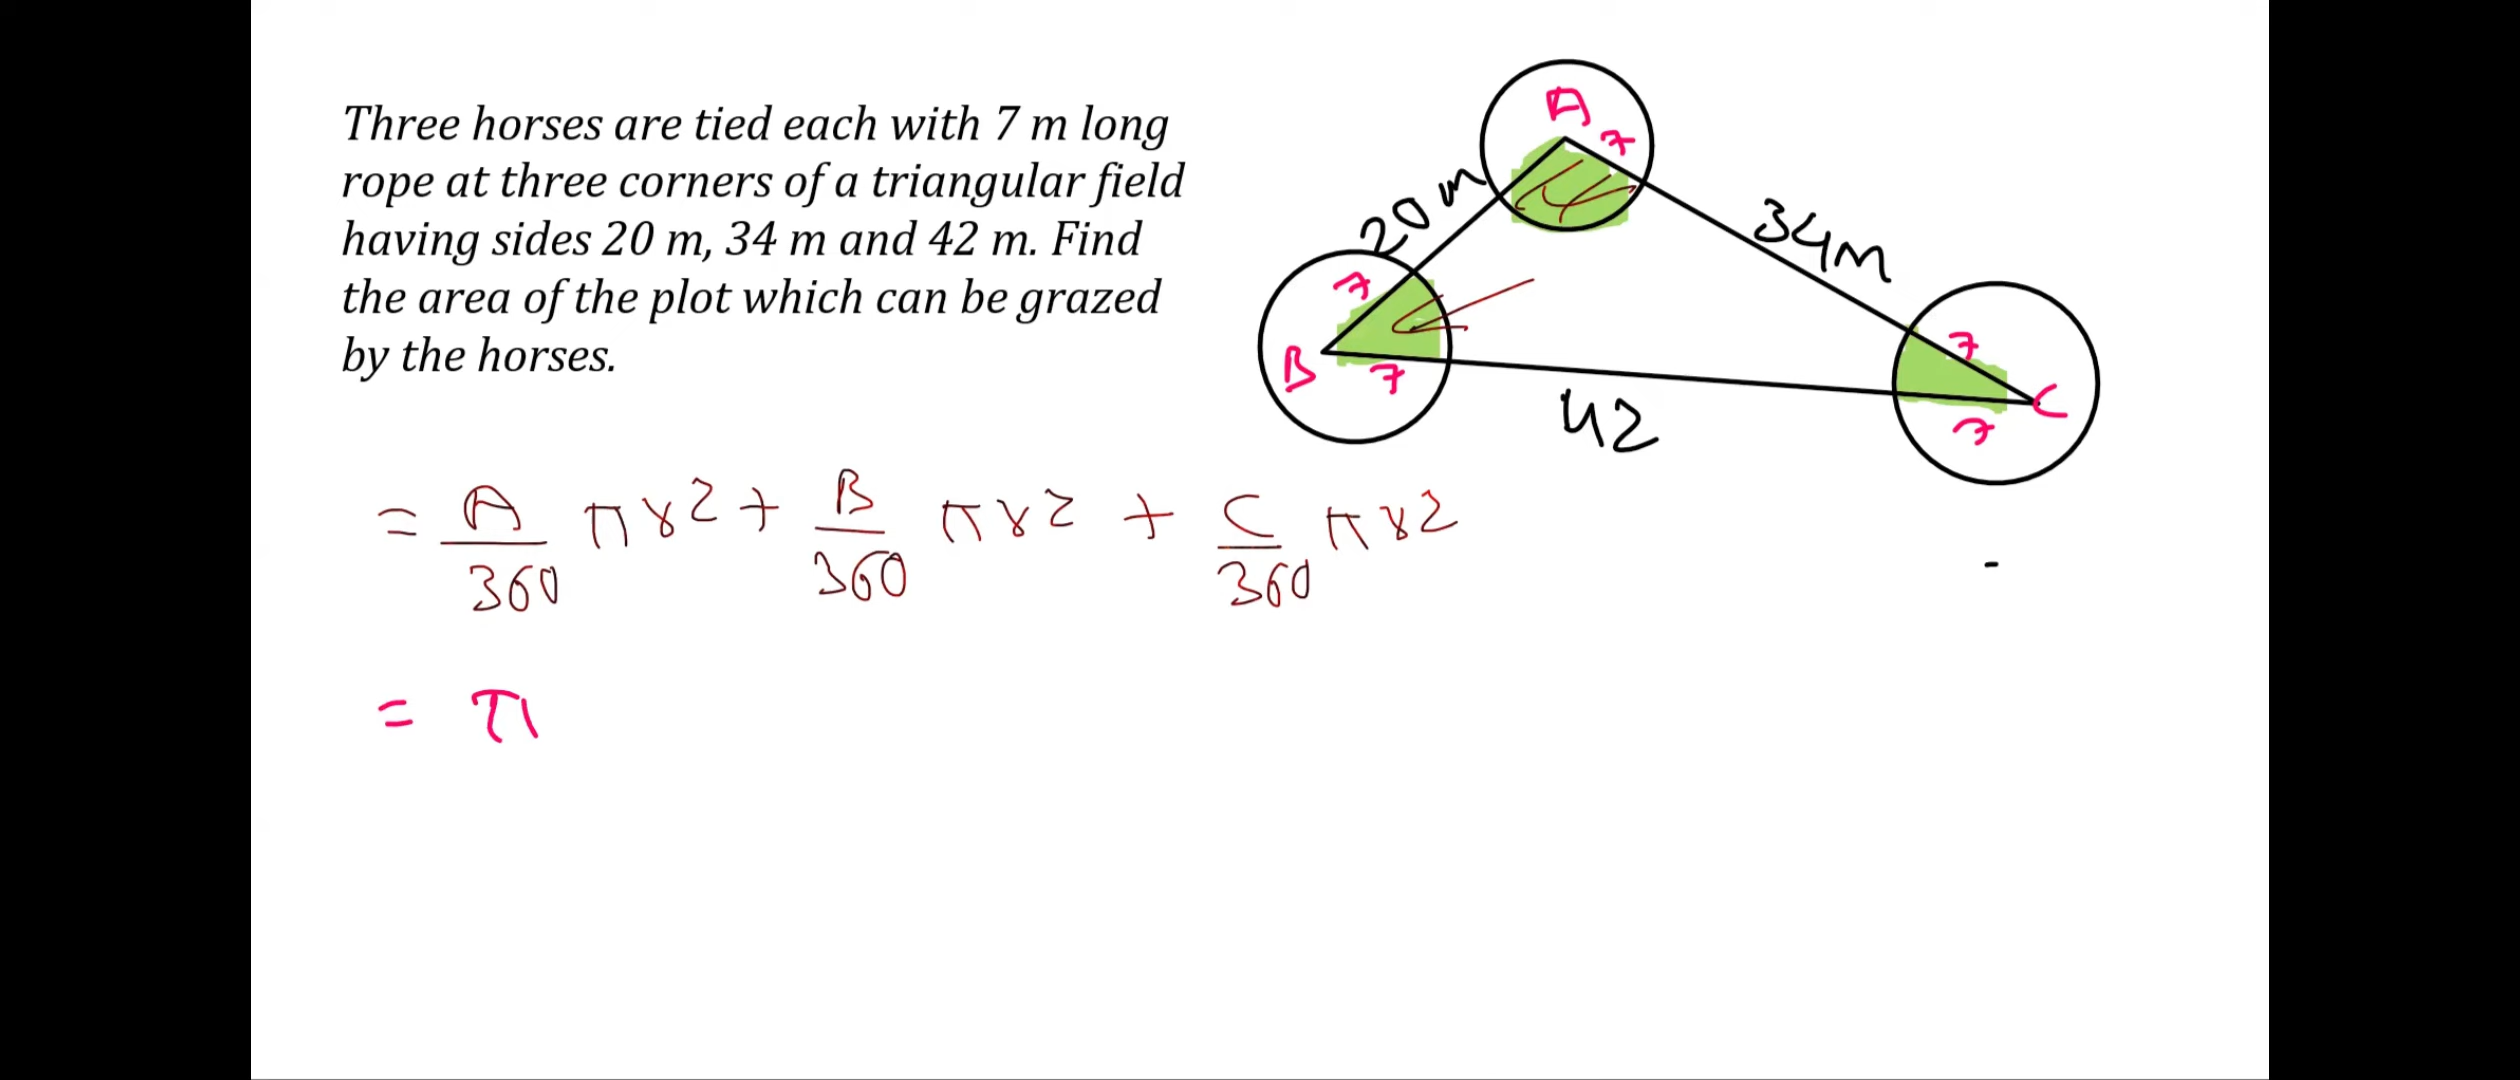 Three horses are tied each with 7 m long
rope at three corners of a triangular field
having sides 20 m, 34 m and 42 m. Find
the area of the plot which can be grazed
by the horses.
A
7
20 m
34m
7
B
7
7
C
7
42
= A/360 πr2 + B/360 πr2 + C/360 πr2
-
= π